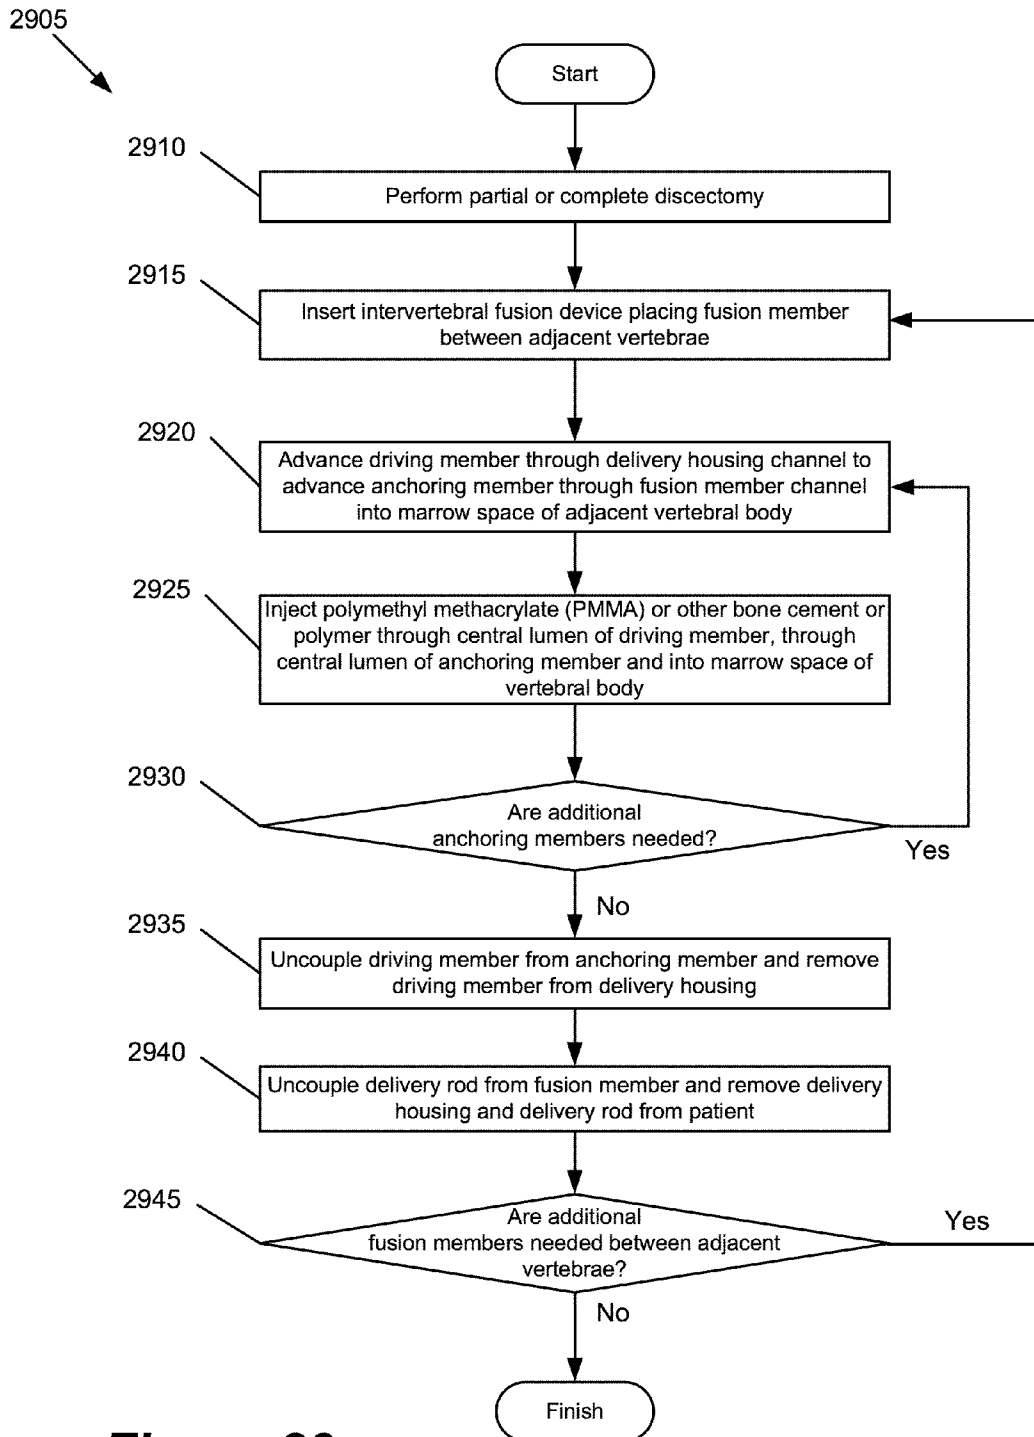 2905
Start
2910
Perform partial or complete discectomy
2915
Insert intervertebral fusion device placing fusion member
between adjacent vertebrae
2920
Advance driving member through delivery housing channel to
advance anchoring member through fusion member channel
into marrow space of adjacent vertebral body
2925
Inject polymethyl methacrylate (PMMA) or other bone cement or
polymer through central lumen of driving member, through
central lumen of anchoring member and into marrow space of
vertebral body
2930
Are additional
anchoring members needed?
Yes
No
2935
Uncouple driving member from anchoring member and remove
driving member from delivery housing
2940
Uncouple delivery rod from fusion member and remove delivery
housing and delivery rod from patient
2945
Are additional
fusion members needed between adjacent
vertebrae?
Yes
No
Finish